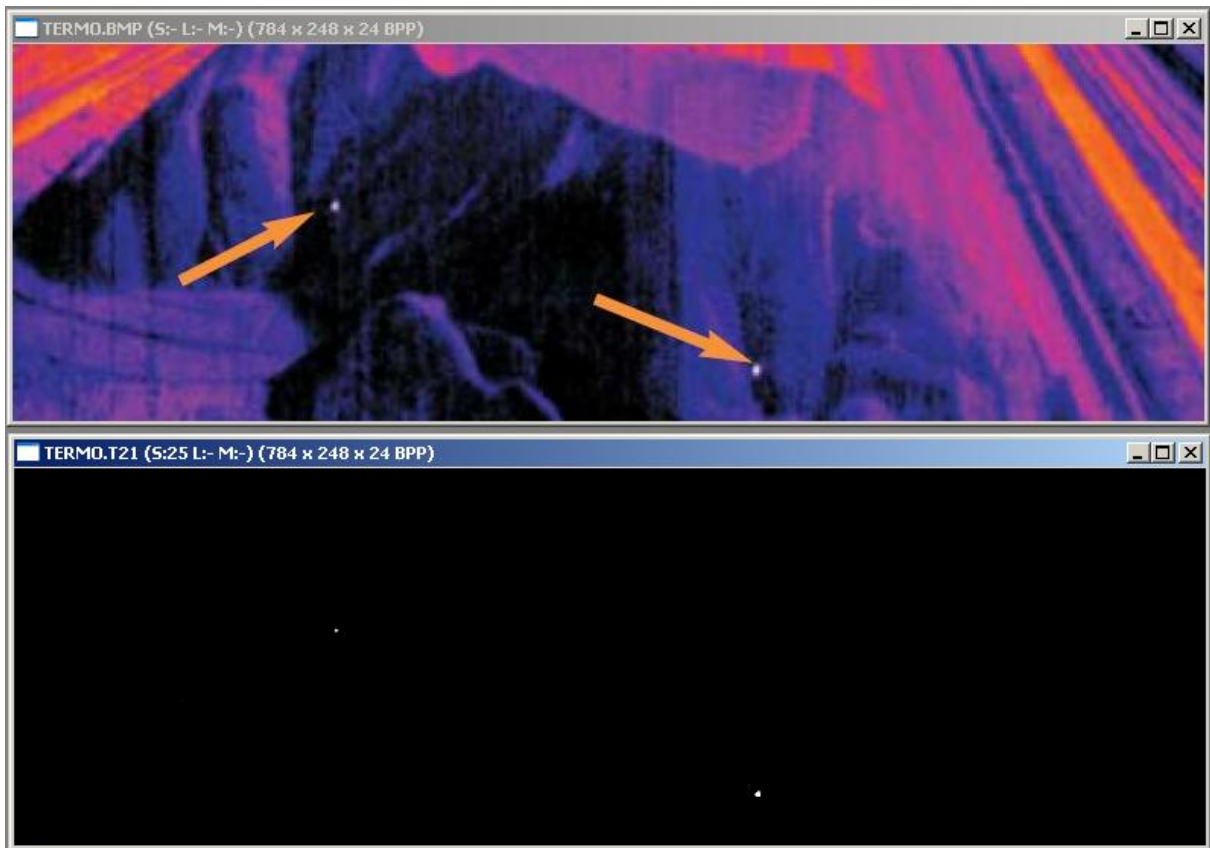 TERMO.BMP (S:- L:- M:-) (784 x 248 x 24 BPP)
TERMO.T21 (S:25 L:- M:-) (784 x 248 x 24 BPP)